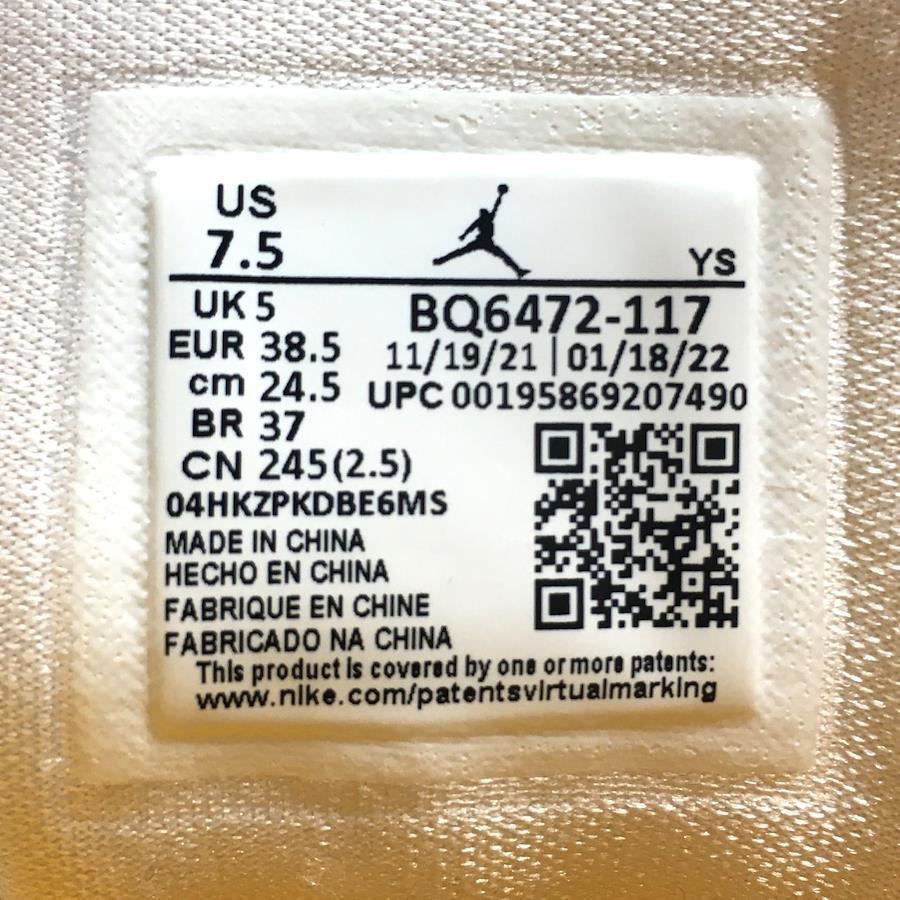 US
7.5
YS
UK 5
BQ6472-117
EUR 38.5
11/19/21 | 01/18/22
cm 24.5
UPC 00195869207490
BR 37
CN 245(2.5)
04HKZPKDBE6MS
MADE IN CHINA
HECHO EN CHINA
FABRIQUE EN CHINE
FABRICADO NA CHINA
This product is covered by one or more patents:
www.nike.com/patentsvirtualmarking